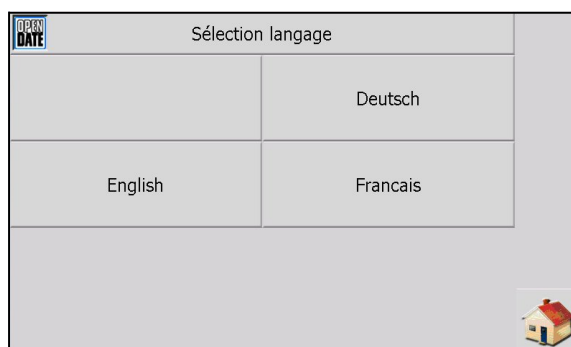 OPEN
DATE
Sélection langage
Deutsch
English
Francais